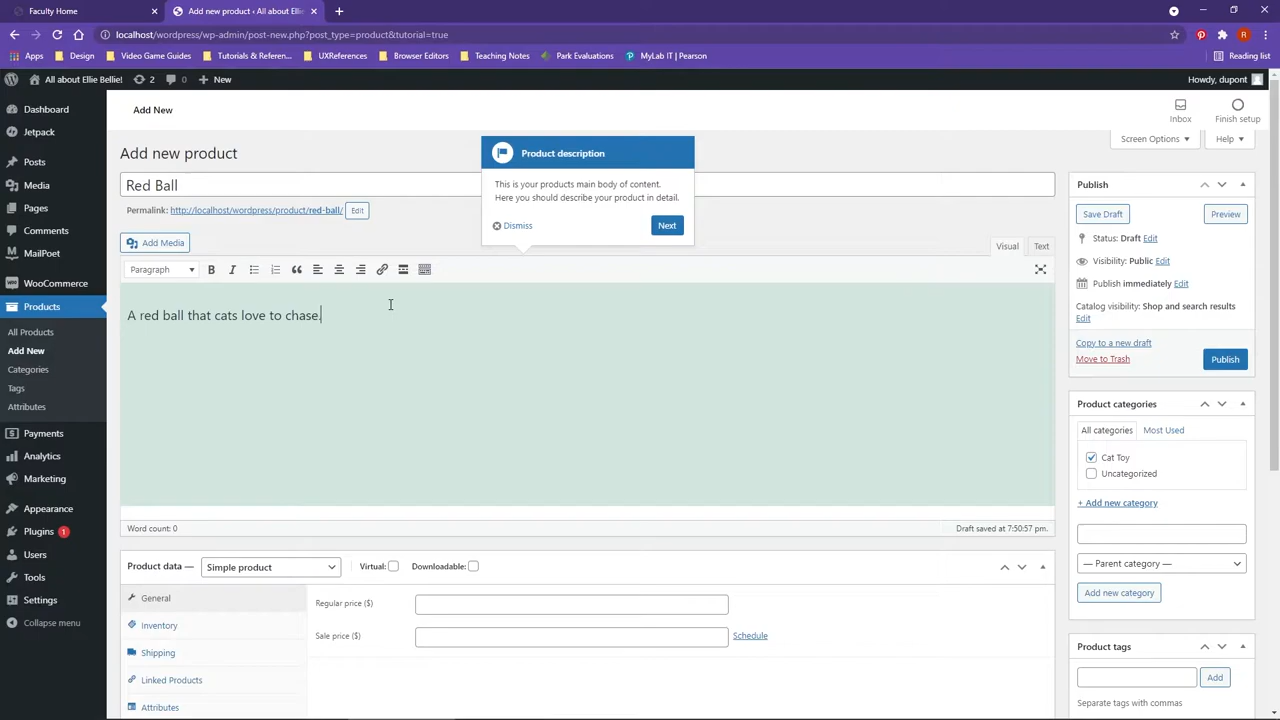 Faculty Home
Add new product ‹ All about Ellie
localhost/wordpress/wp-admin/post-new.php?post_type=product&tutorial=true
R
Apps
Design
Video Game Guides
Tutorials & Referen...
UXReferences
Browser Editors
Teaching Notes
Park Evaluations
MyLab IT | Pearson
Reading list
All about Ellie Bellie!
2
0
New
Howdy, dupont
Dashboard
Jetpack
Posts
Media
Pages
Comments
MailPoet
WooCommerce
Products
All Products
Add New
Categories
Tags
Attributes
Payments
Analytics
Marketing
Appearance
Plugins 1
Users
Tools
Settings
Collapse menu
Add New
Inbox
Finish setup
Screen Options
Help
Add new product
Red Ball
Permalink: http://localhost/wordpress/product/red-ball/ Edit
Product description
This is your products main body of content.
Here you should describe your product in detail.
Dismiss
Next
Add Media
Visual
Text
Paragraph
B
I
A red ball that cats love to chase.
Word count: 0
Draft saved at 7:50:57 pm.
Product data —
Simple product
Virtual:
Downloadable:
General
Inventory
Shipping
Linked Products
Attributes
Regular price ($)
Sale price ($)
Schedule
Publish
Save Draft
Preview
Status: Draft Edit
Visibility: Public Edit
Publish immediately Edit
Catalog visibility: Shop and search results
Edit
Copy to a new draft
Move to Trash
Publish
Product categories
All categories
Most Used
Cat Toy
Uncategorized
+ Add new category
— Parent category —
Add new category
Product tags
Add
Separate tags with commas